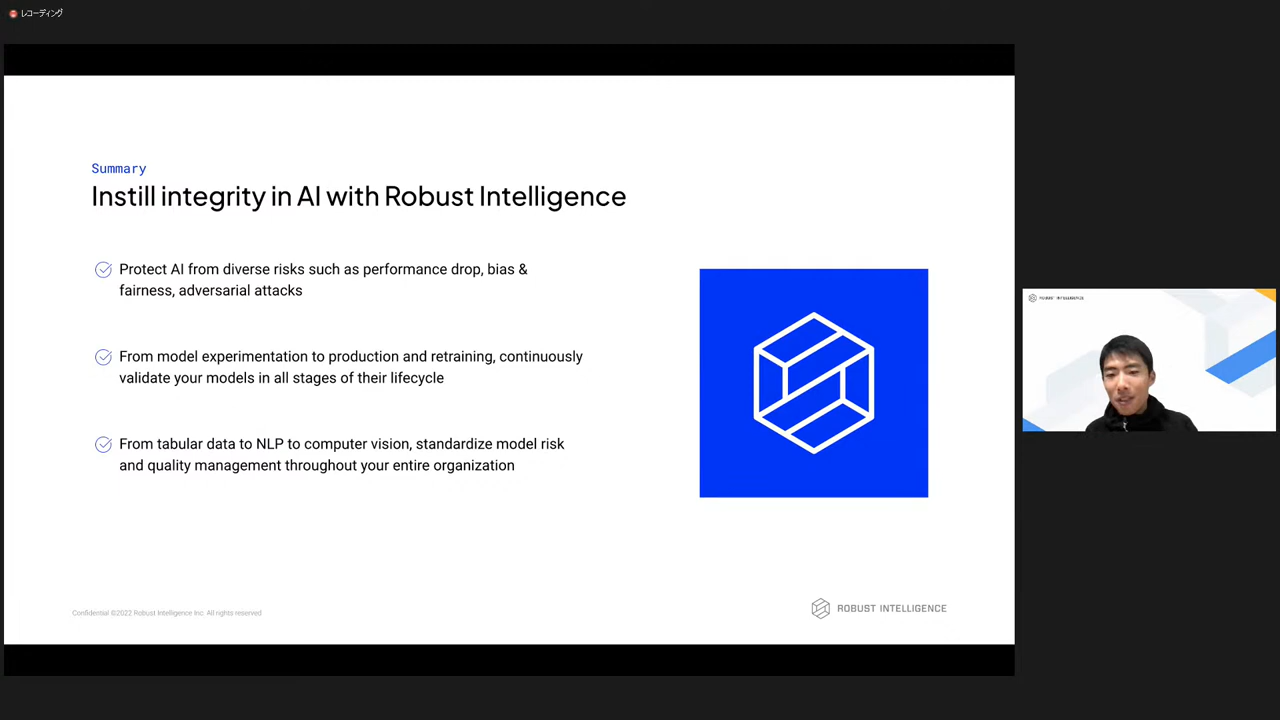 レコーディング
Summary
Instill integrity in AI with Robust Intelligence
Protect AI from diverse risks such as performance drop, bias &
fairness, adversarial attacks
From model experimentation to production and retraining, continuously
validate your models in all stages of their lifecycle
From tabular data to NLP to computer vision, standardize model risk
and quality management throughout your entire organization
Confidential ©2022 Robust Intelligence Inc. All rights reserved
ROBUST INTELLIGENCE
ROBUST INTELLIGENCE